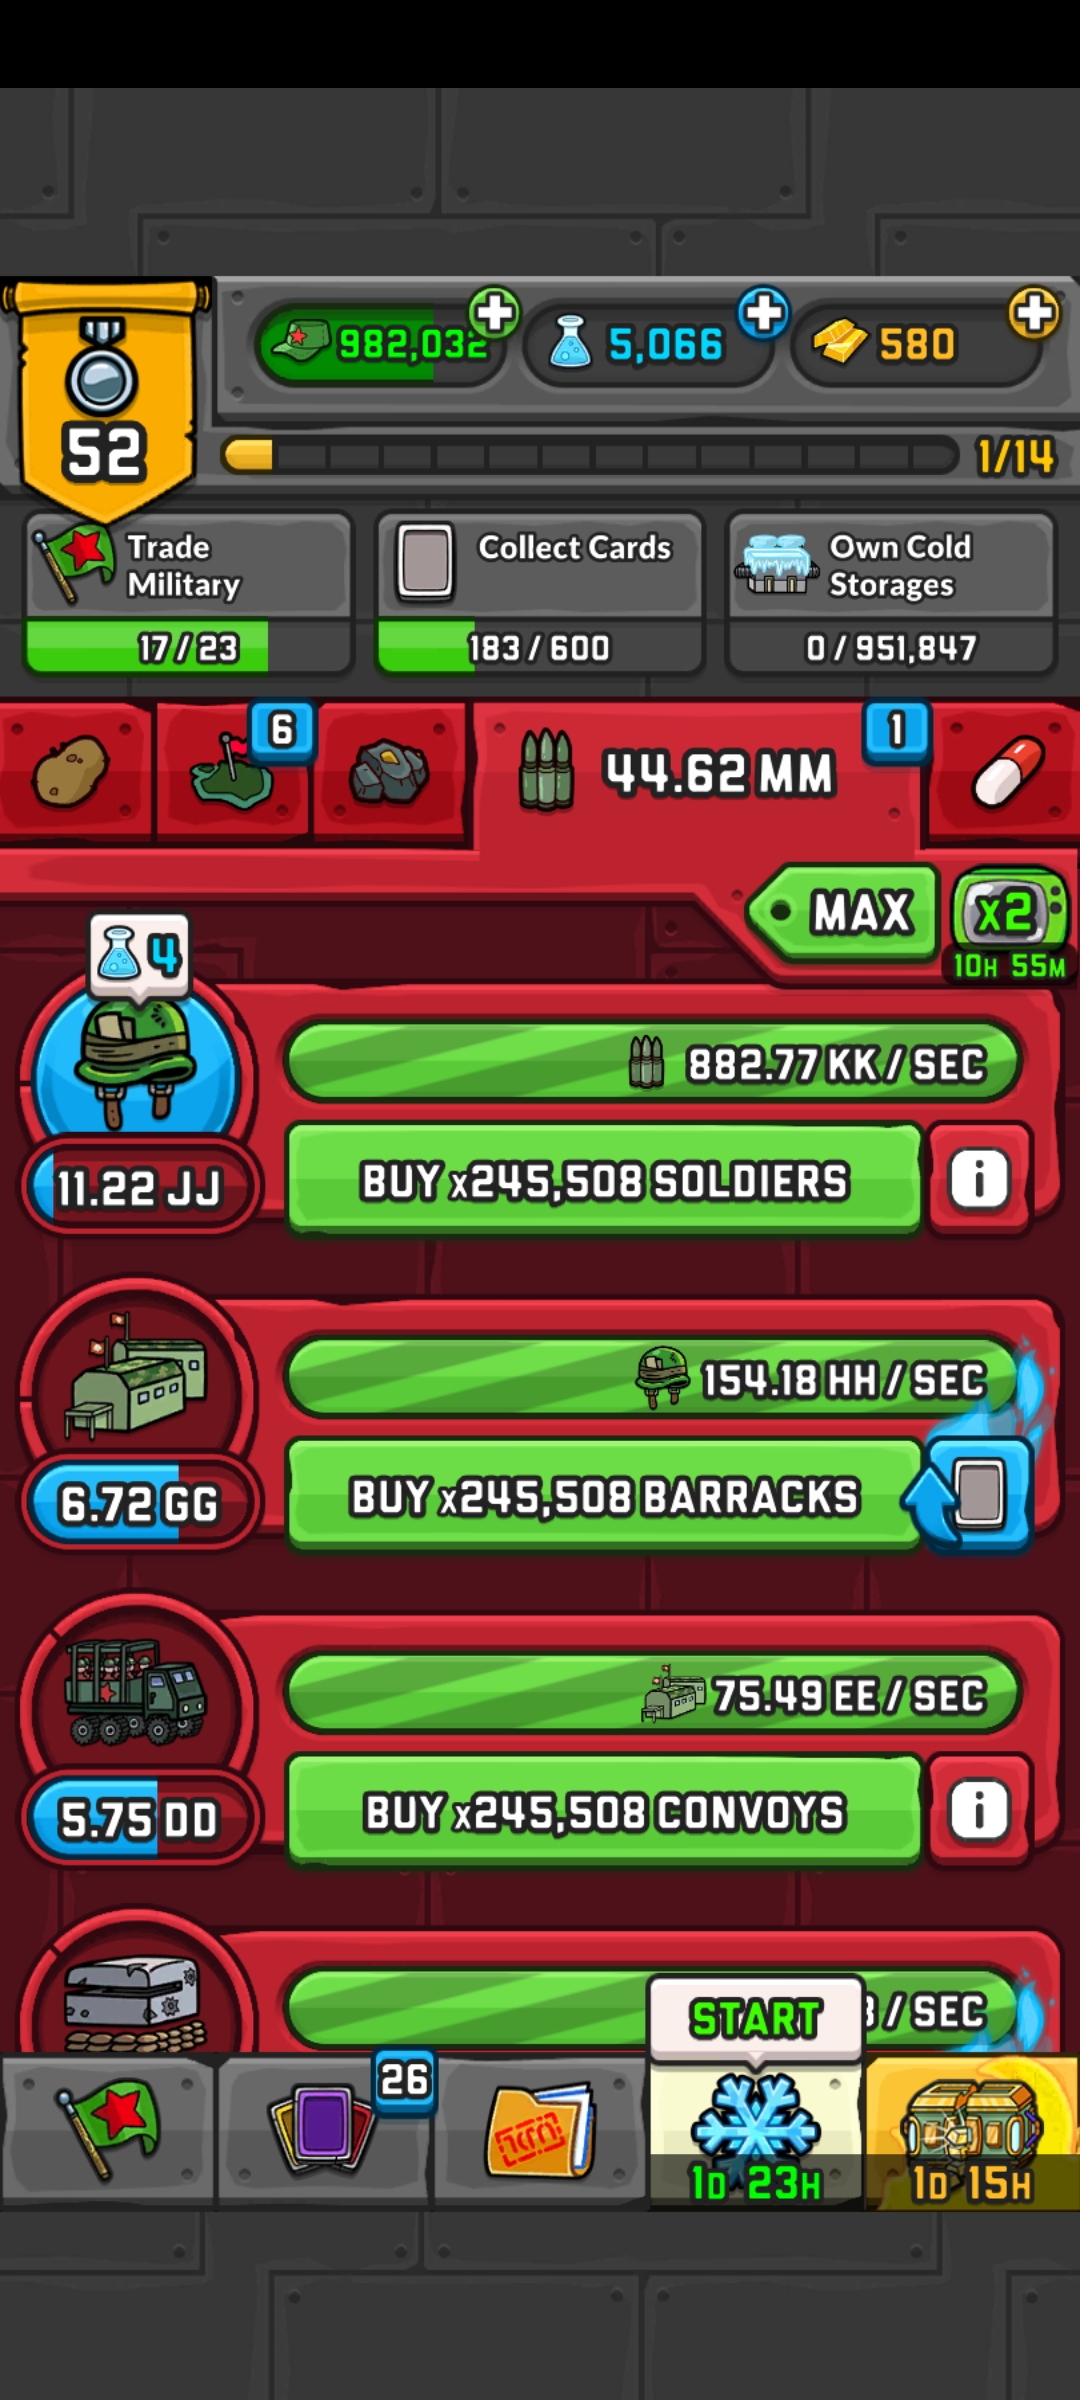 982,032
5,066
580
52
1/14
Trade
Military
17/23
Collect Cards
183/600
Own Cold
Storages
0/951,847
6
44.62 MM
1
MAX
x2
10H 55M
4
882.77 KK/SEC
11.22 JJ
BUY x245,508 SOLDIERS
i
154.18 HH/SEC
6.72 GG
BUY x245,508 BARRACKS
75.49 EE/SEC
5.75 DD
BUY x245,508 CONVOYS
i
/SEC
START
26
1D 23H
1D 15H